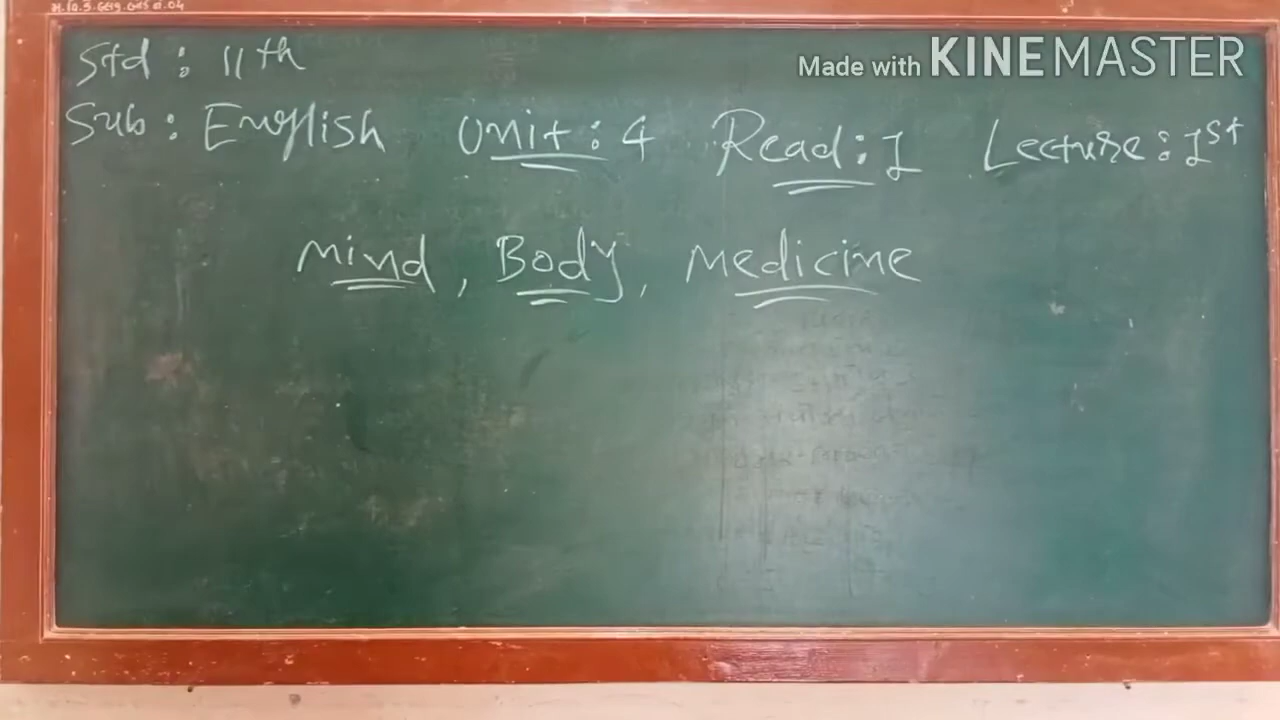 Made with KINEMASTER
Std : 11th
Sub : English Unit : 4 Read : 1 Lecture : 1st
Mind, Body, Medicine